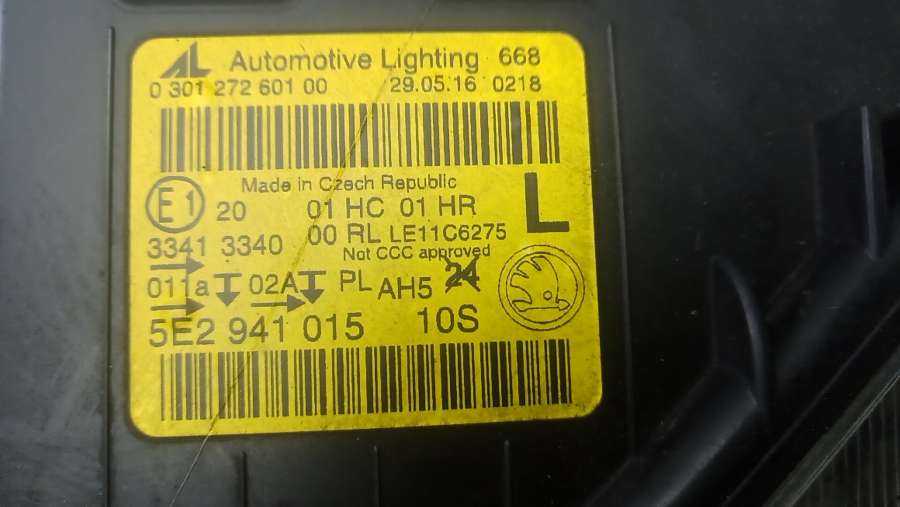 AL Automotive Lighting 668
0 301 272 601 00 29.05.16 0218
Made in Czech Republic
E1 20 01 HC 01 HR L
3341 3340 00 RL LE11C6275
Not CCC approved
011a 02A PL AH5 24
5E2 941 015 10S